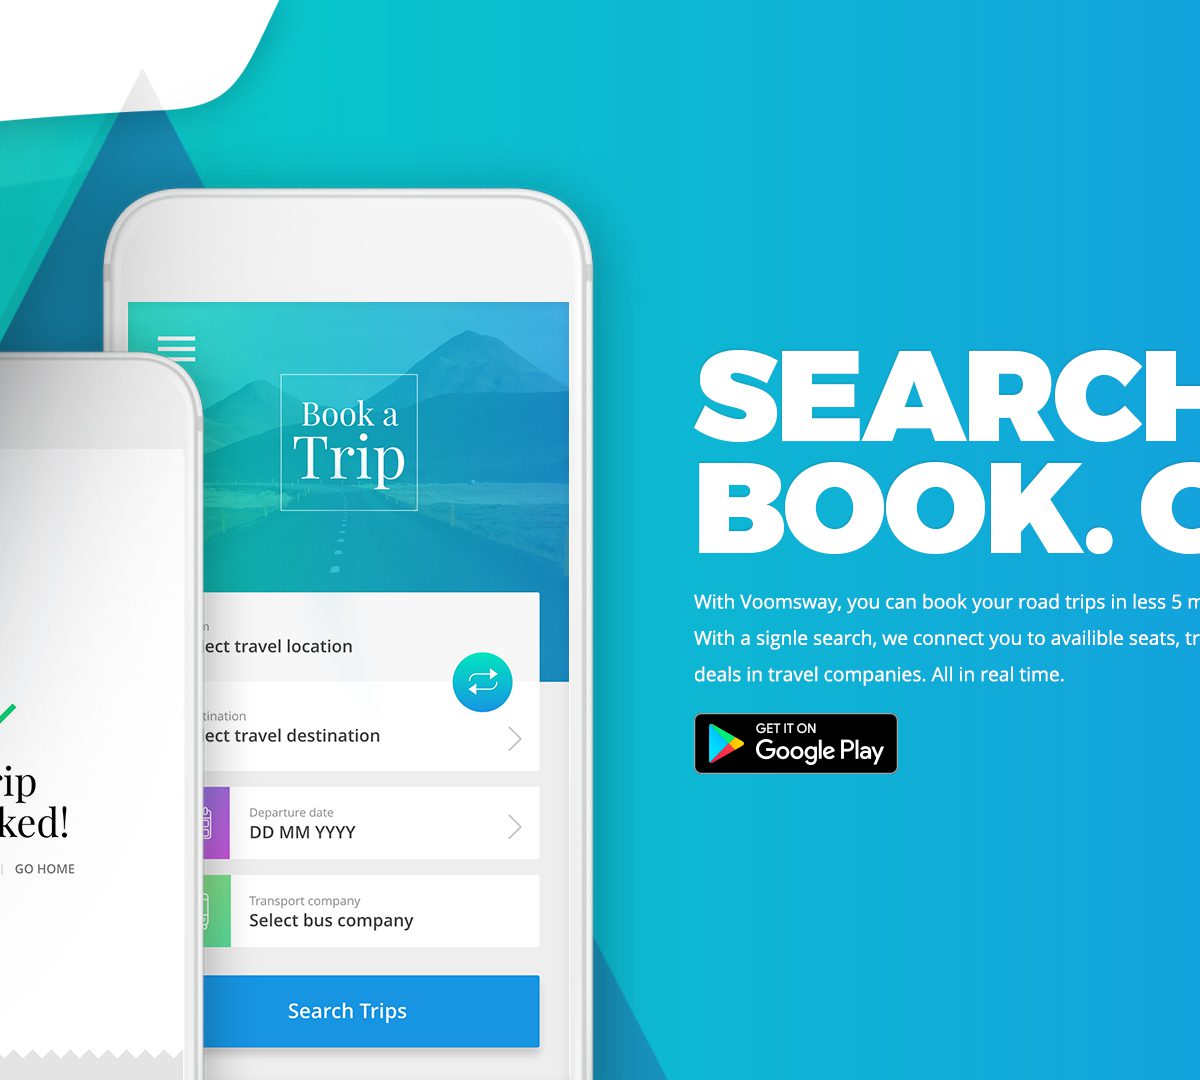 Book a
Trip
ect travel location
tination
ect travel destination
Departure date
DD MM YYYY
Transport company
Select bus company
Search Trips
rip
ked!
GO HOME
SEARCH
BOOK.
With Voomsway, you can book your road trips in less 5
With a signle search, we connect you to availible seats,
deals in travel companies. All in real time.
GET IT ON
Google Play